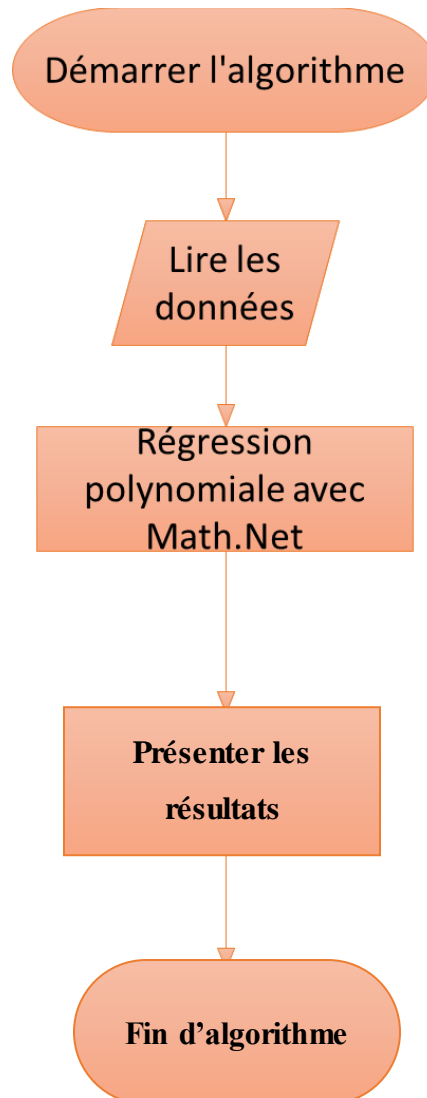 Démarrer l'algorithme
Lire les
données
Régression
polynomiale avec
Math.Net
Présenter les
résultats
Fin d’algorithme